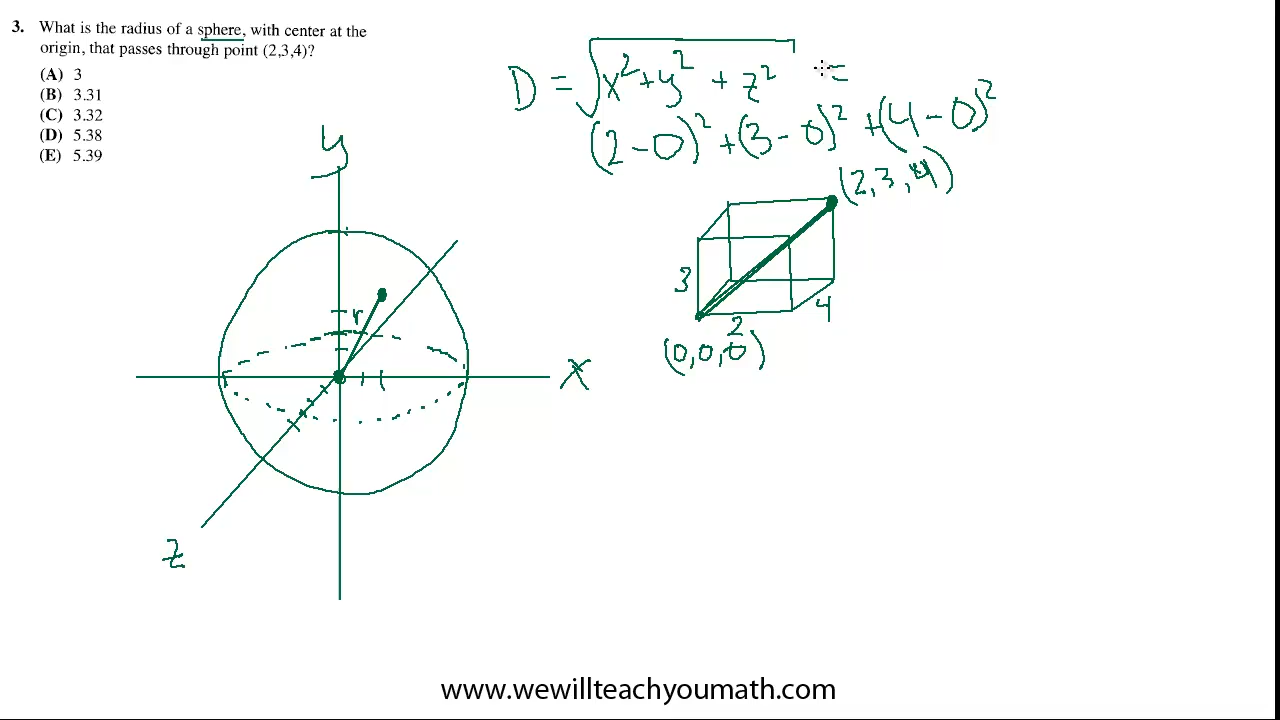 3. What is the radius of a sphere, with center at the
origin, that passes through point (2,3,4)?
(A) 3
(B) 3.31
(C) 3.32
(D) 5.38
(E) 5.39
D = √x² + y² + z² =
(2-0)² + (3-0)² + (4-0)²
(2,3,4)
3
4
2
(0,0,0)
y
r
x
z
www.wewillteachyoumath.com